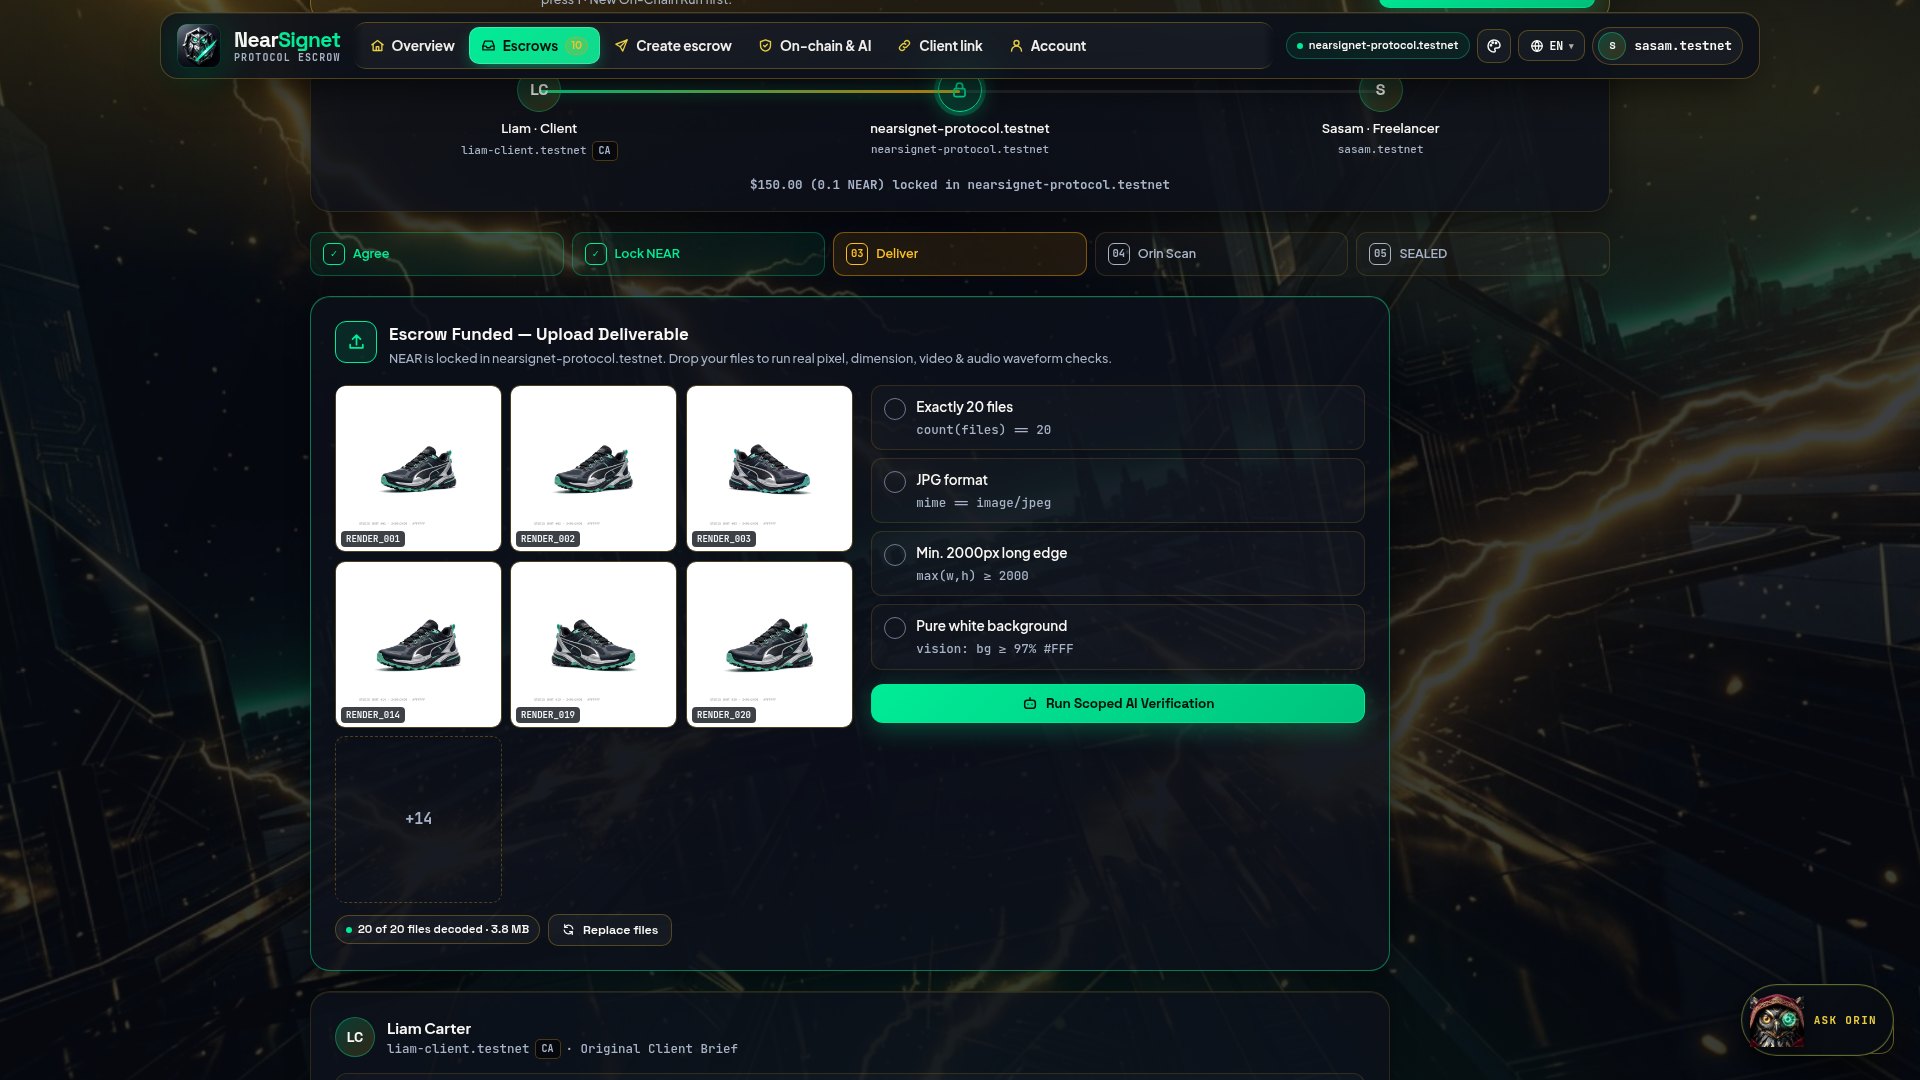 press 1 · New On-Chain Run first.
NearSignet
PROTOCOL ESCROW
Overview
Escrows 10
Create escrow
On-chain & AI
Client link
Account
nearsignet-protocol.testnet
EN
S sasam.testnet
LC
S
Liam · Client
liam-client.testnet CA
nearsignet-protocol.testnet
nearsignet-protocol.testnet
Sasam · Freelancer
sasam.testnet
$150.00 (0.1 NEAR) locked in nearsignet-protocol.testnet
✓ Agree
✓ Lock NEAR
03 Deliver
04 Orin Scan
05 SEALED
Escrow Funded — Upload Deliverable
NEAR is locked in nearsignet-protocol.testnet. Drop your files to run real pixel, dimension, video & audio waveform checks.
RENDER_001
RENDER_002
RENDER_003
RENDER_014
RENDER_019
RENDER_020
+14
20 of 20 files decoded · 3.8 MB
Replace files
Exactly 20 files
count(files) == 20
JPG format
mime == image/jpeg
Min. 2000px long edge
max(w,h) ≥ 2000
Pure white background
vision: bg ≥ 97% #FFF
Run Scoped AI Verification
LC
Liam Carter
liam-client.testnet CA · Original Client Brief
ASK ORIN